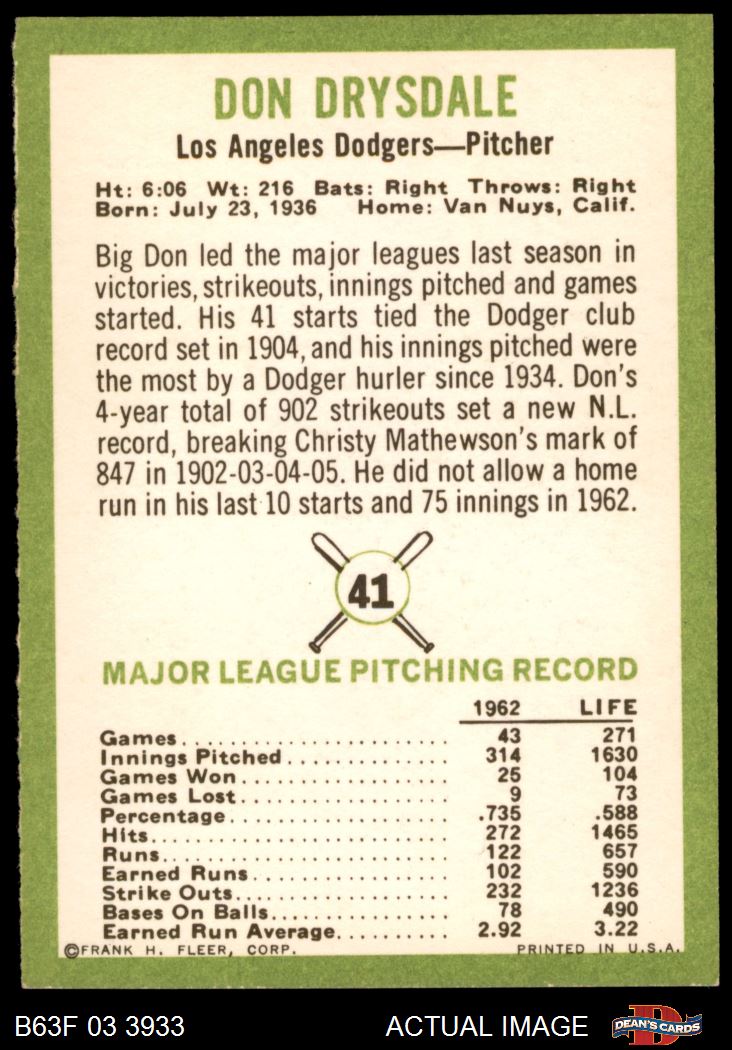 DON DRYSDALE
Los Angeles Dodgers—Pitcher
Ht: 6:06 Wt: 216 Bats: Right Throws: Right
Born: July 23, 1936 Home: Van Nuys, Calif.
Big Don led the major leagues last season in
victories, strikeouts, innings pitched and games
started. His 41 starts tied the Dodger club
record set in 1904, and his innings pitched were
the most by a Dodger hurler since 1934. Don's
4-year total of 902 strikeouts set a new N.L.
record, breaking Christy Mathewson's mark of
847 in 1902-03-04-05. He did not allow a home
run in his last 10 starts and 75 innings in 1962.
41
MAJOR LEAGUE PITCHING RECORD
1962 LIFE
Games 43 271
Innings Pitched 314 1630
Games Won 25 104
Games Lost 9 73
Percentage .735 .588
Hits 272 1465
Runs 122 657
Earned Runs 102 590
Strike Outs 232 1236
Bases On Balls 78 490
Earned Run Average 2.92 3.22
©FRANK H. FLEER, CORP. PRINTED IN U.S.A.
B63F 03 3933 ACTUAL IMAGE D DEAN'S CARDS